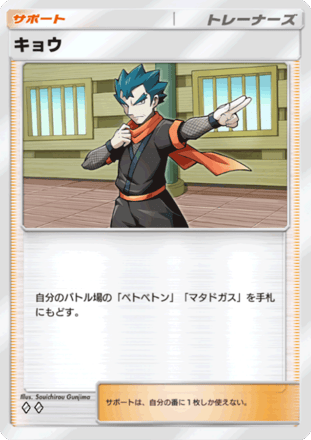 サポート
トレーナーズ
キョウ
自分のバトル場の「ベトベトン」「マタドガス」を手札
にもどす。
Illus. Souichirou Gunjima
サポートは、自分の番に1枚しか使えない。